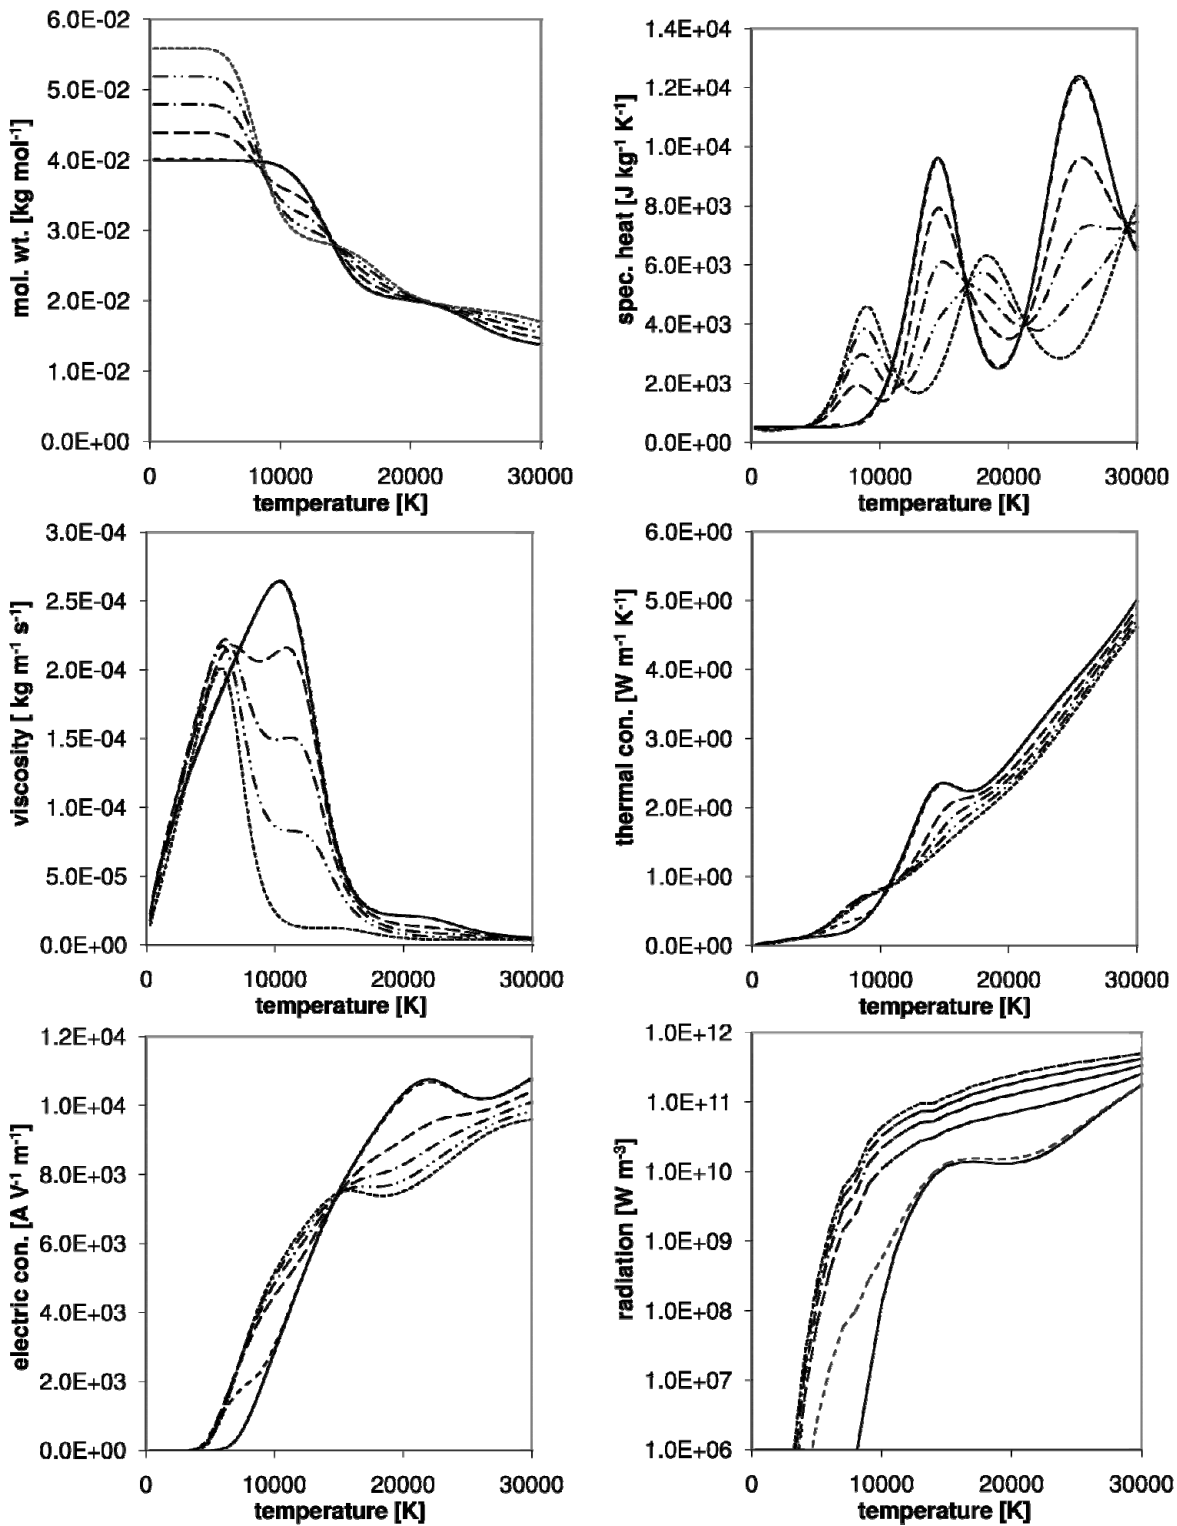 6.0E-02
5.0E-02
4.0E-02
3.0E-02
2.0E-02
1.0E-02
0.0E+00
mol. wt. [kg mol-1]
0 10000 20000 30000
temperature [K]
1.4E+04
1.2E+04
1.0E+04
8.0E+03
6.0E+03
4.0E+03
2.0E+03
0.0E+00
spec. heat [J kg-1 K-1]
0 10000 20000 30000
temperature [K]
3.0E-04
2.5E-04
2.0E-04
1.5E-04
1.0E-04
5.0E-05
0.0E+00
viscosity [ kg m-1 s-1]
0 10000 20000 30000
temperature [K]
6.0E+00
5.0E+00
4.0E+00
3.0E+00
2.0E+00
1.0E+00
0.0E+00
thermal con. [W m-1 K-1]
0 10000 20000 30000
temperature [K]
1.2E+04
1.0E+04
8.0E+03
6.0E+03
4.0E+03
2.0E+03
0.0E+00
electric con. [A V-1 m-1]
0 10000 20000 30000
temperature [K]
1.0E+12
1.0E+11
1.0E+10
1.0E+09
1.0E+08
1.0E+07
1.0E+06
radiation [W m-3]
0 10000 20000 30000
temperature [K]